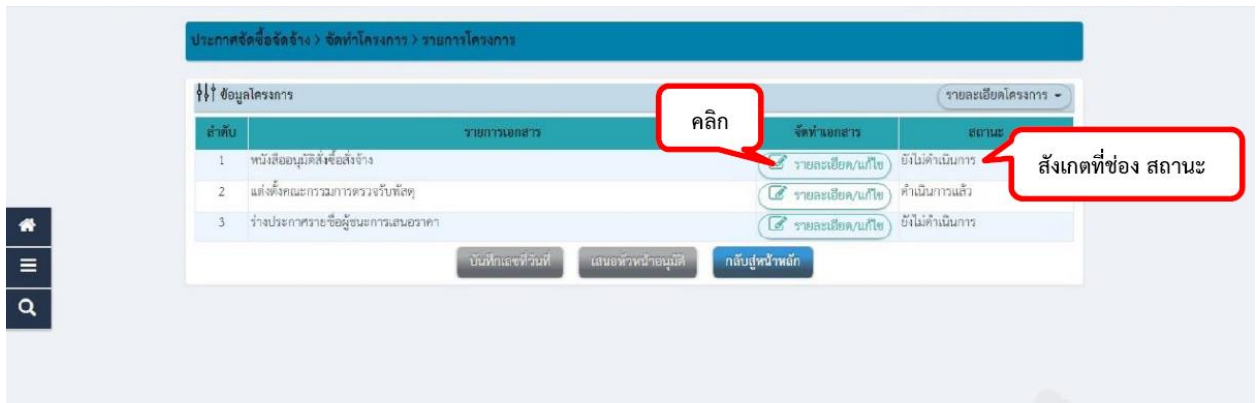 ประกาศจัดซื้อจัดจ้าง > จัดทำโครงการ > รายการโครงการ
ข้อมูลโครงการ
รายละเอียดโครงการ
คลิก
ลำดับ รายการเอกสาร จัดทำเอกสาร สถานะ
1 หนังสืออนุมัติสั่งซื้อสั่งจ้าง รายละเอียด/แก้ไข ยังไม่ดำเนินการ
สังเกตที่ช่อง สถานะ
2 แต่งตั้งคณะกรรมการตรวจรับพัสดุ รายละเอียด/แก้ไข ดำเนินการแล้ว
3 ร่างประกาศรายชื่อผู้ชนะการเสนอราคา รายละเอียด/แก้ไข ยังไม่ดำเนินการ
บันทึกเลขที่วันที่ เสนอหัวหน้าอนุมัติ กลับสู่หน้าหลัก